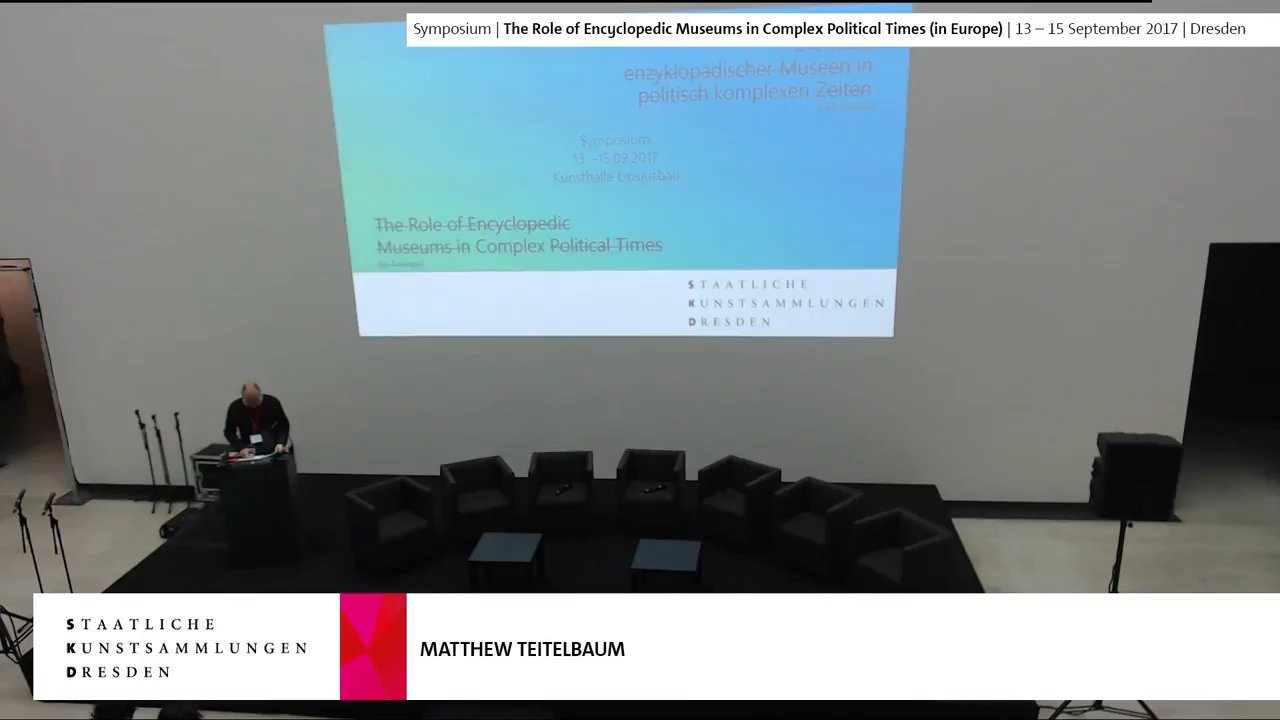 Symposium | The Role of Encyclopedic Museums in Complex Political Times (in Europe) | 13 – 15 September 2017 | Dresden
enzyklopädischer Museen in
politisch komplexen Zeiten
Symposium
13. -15.09.2017
Kunsthalle Lipsiusbau
The Role of Encyclopedic
Museums in Complex Political Times
STAATLICHE
KUNSTSAMMLUNGEN
DRESDEN
STAATLICHE
KUNSTSAMMLUNGEN
DRESDEN
MATTHEW TEITELBAUM